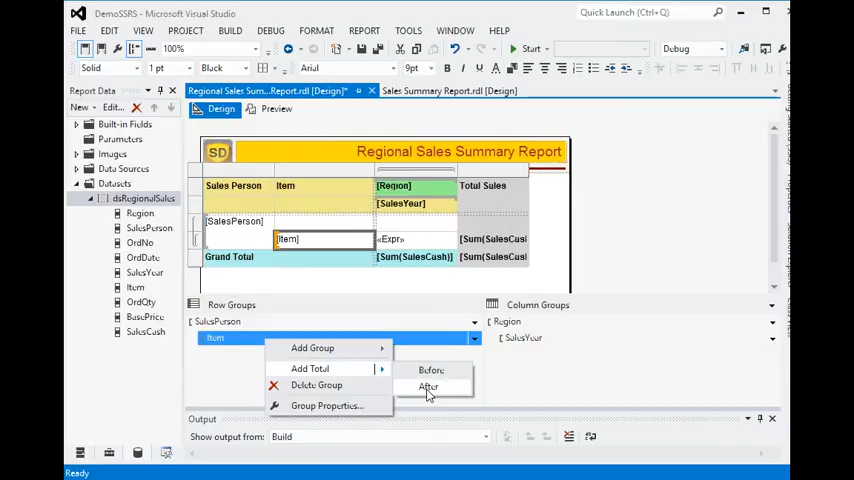 DemoSSRS - Microsoft Visual Studio
Quick Launch (Ctrl+Q)
FILE EDIT VIEW PROJECT BUILD DEBUG FORMAT REPORT TOOLS WINDOW HELP
100% Start Debug
Solid 1 pt Black Arial 9pt B I U A
Report Data
Regional Sales Sum...Report.rdl [Design]* Sales Summary Report.rdl [Design]
New Edit...
Design Preview
Built-in Fields
Parameters
Images
Data Sources
Datasets
dsRegionalSales
Region
SalesPerson
OrdNo
OrdDate
SalesYear
Item
OrdQty
BasePrice
SalesCash
SD Regional Sales Summary Report
Sales Person Item [Region] Total Sales
[SalesYear]
[SalesPerson]
[Item] «Expr» [Sum(SalesCash
Grand Total [Sum(SalesCash)] [Sum(SalesCash
Row Groups Column Groups
[ SalesPerson [ Region
Item [ SalesYear
Add Group
Add Total
Delete Group
Group Properties...
Before
After
Output
Show output from: Build
Ready